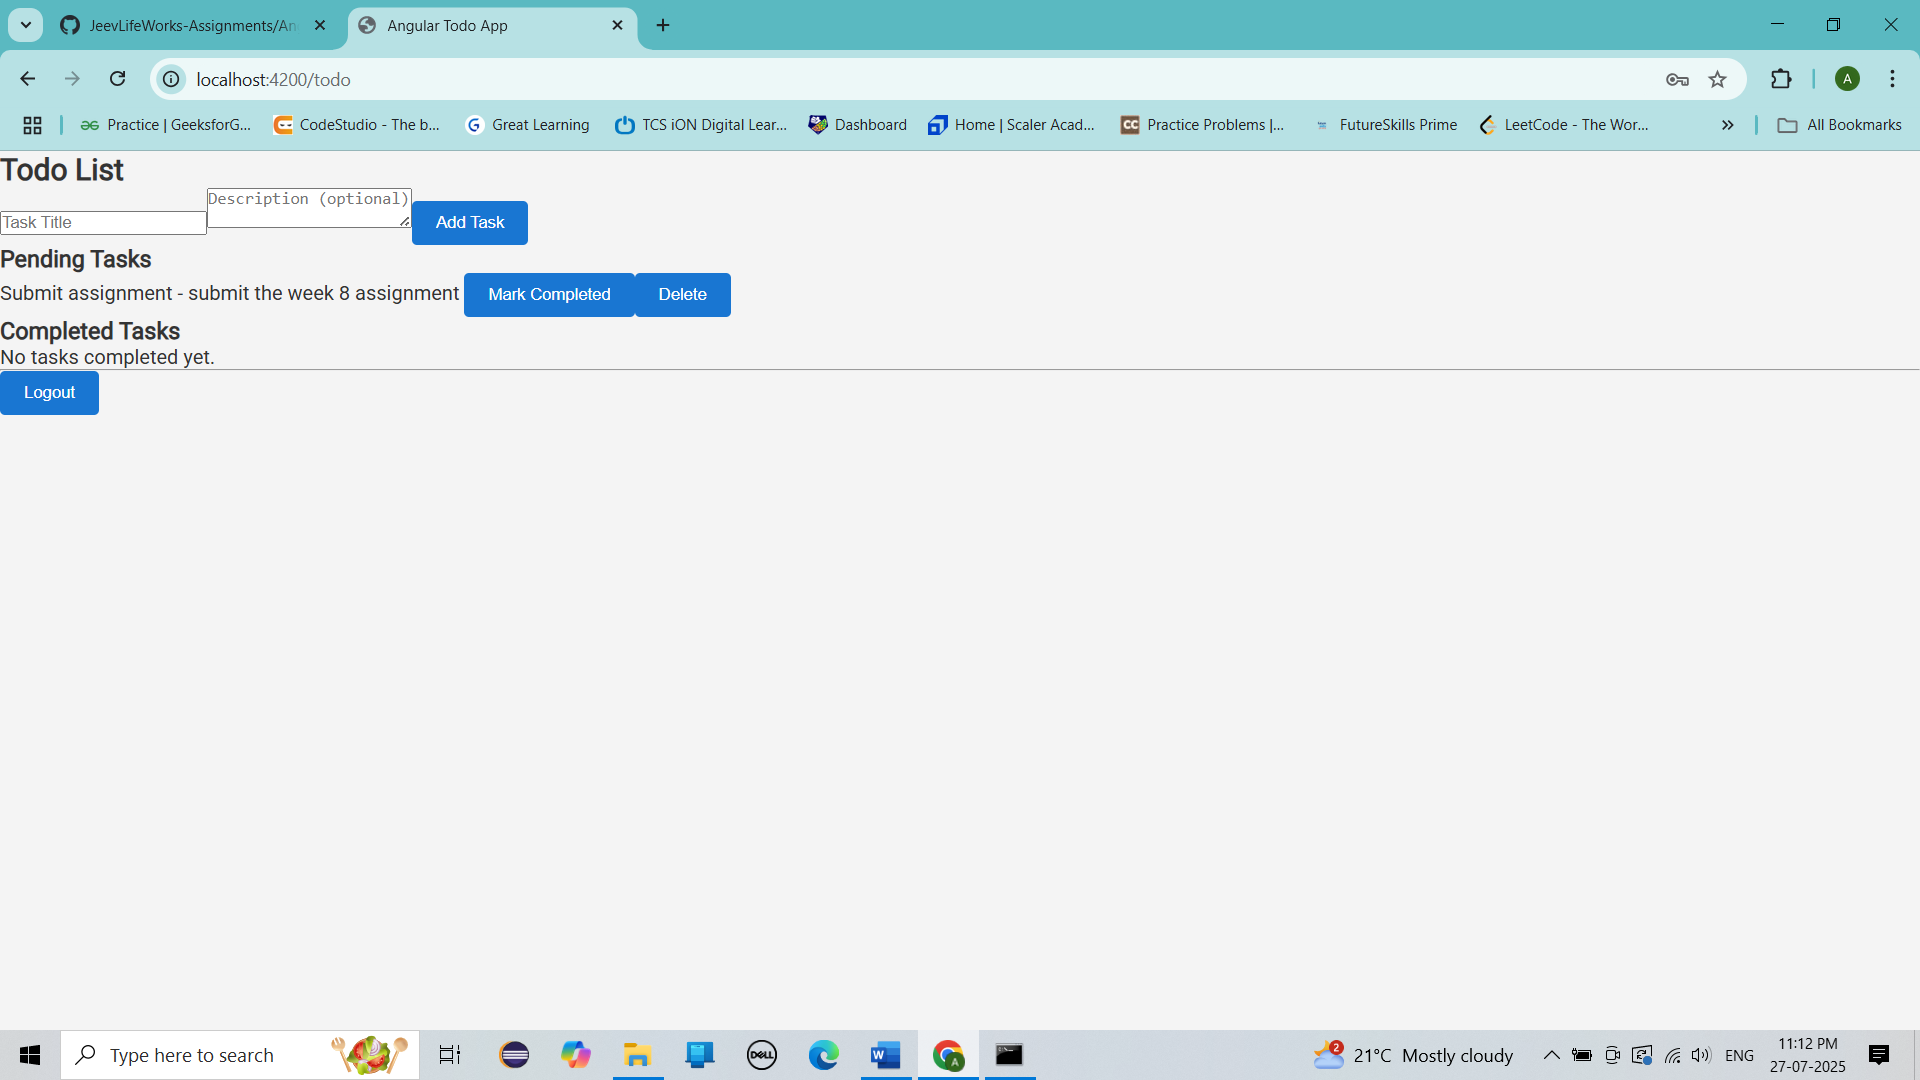 JeevLifeWorks-Assignments/An
Angular Todo App
localhost:4200/todo
A
Practice | GeeksforG...
CodeStudio - The b...
Great Learning
TCS iON Digital Lear...
Dashboard
Home | Scaler Acad...
CC
Practice Problems |...
FutureSkills Prime
LeetCode - The Wor...
All Bookmarks
Todo List
Task Title
Description (optional)
Add Task
Pending Tasks
Submit assignment - submit the week 8 assignment
Mark Completed
Delete
Completed Tasks
No tasks completed yet.
Logout
Type here to search
DELL
W
A
2
21°C Mostly cloudy
ENG
11:12 PM
27-07-2025